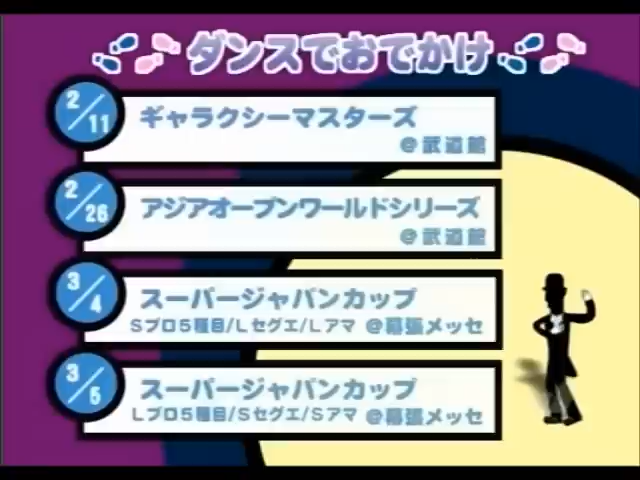 ダンスでおでかけ
2/11
ギャラクシーマスターズ
@武道館
2/26
アジアオープンワールドシリーズ
@武道館
3/4
スーパージャパンカップ
Sプロ5種目/Lセグエ/Lアマ @幕張メッセ
3/5
スーパージャパンカップ
Lプロ5種目/Sセグエ/Sアマ @幕張メッセ